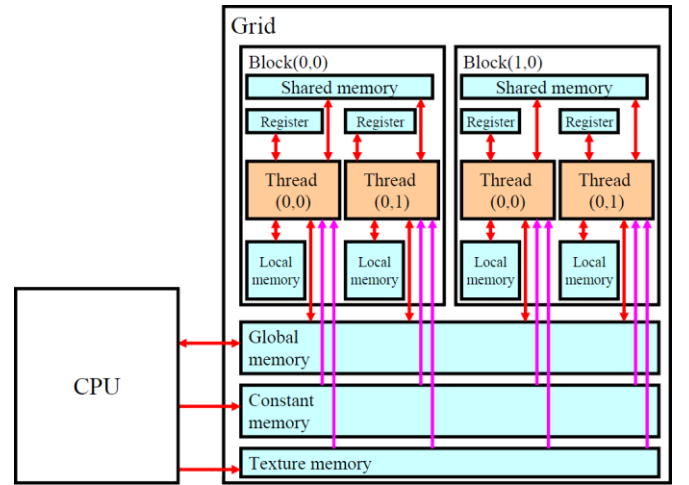 Grid
Block(0,0)
Shared memory
Register
Register
Thread
(0,0)
Thread
(0,1)
Local
memory
Local
memory
Block(1,0)
Shared memory
Register
Register
Thread
(0,0)
Thread
(0,1)
Local
memory
Local
memory
CPU
Global
memory
Constant
memory
Texture memory